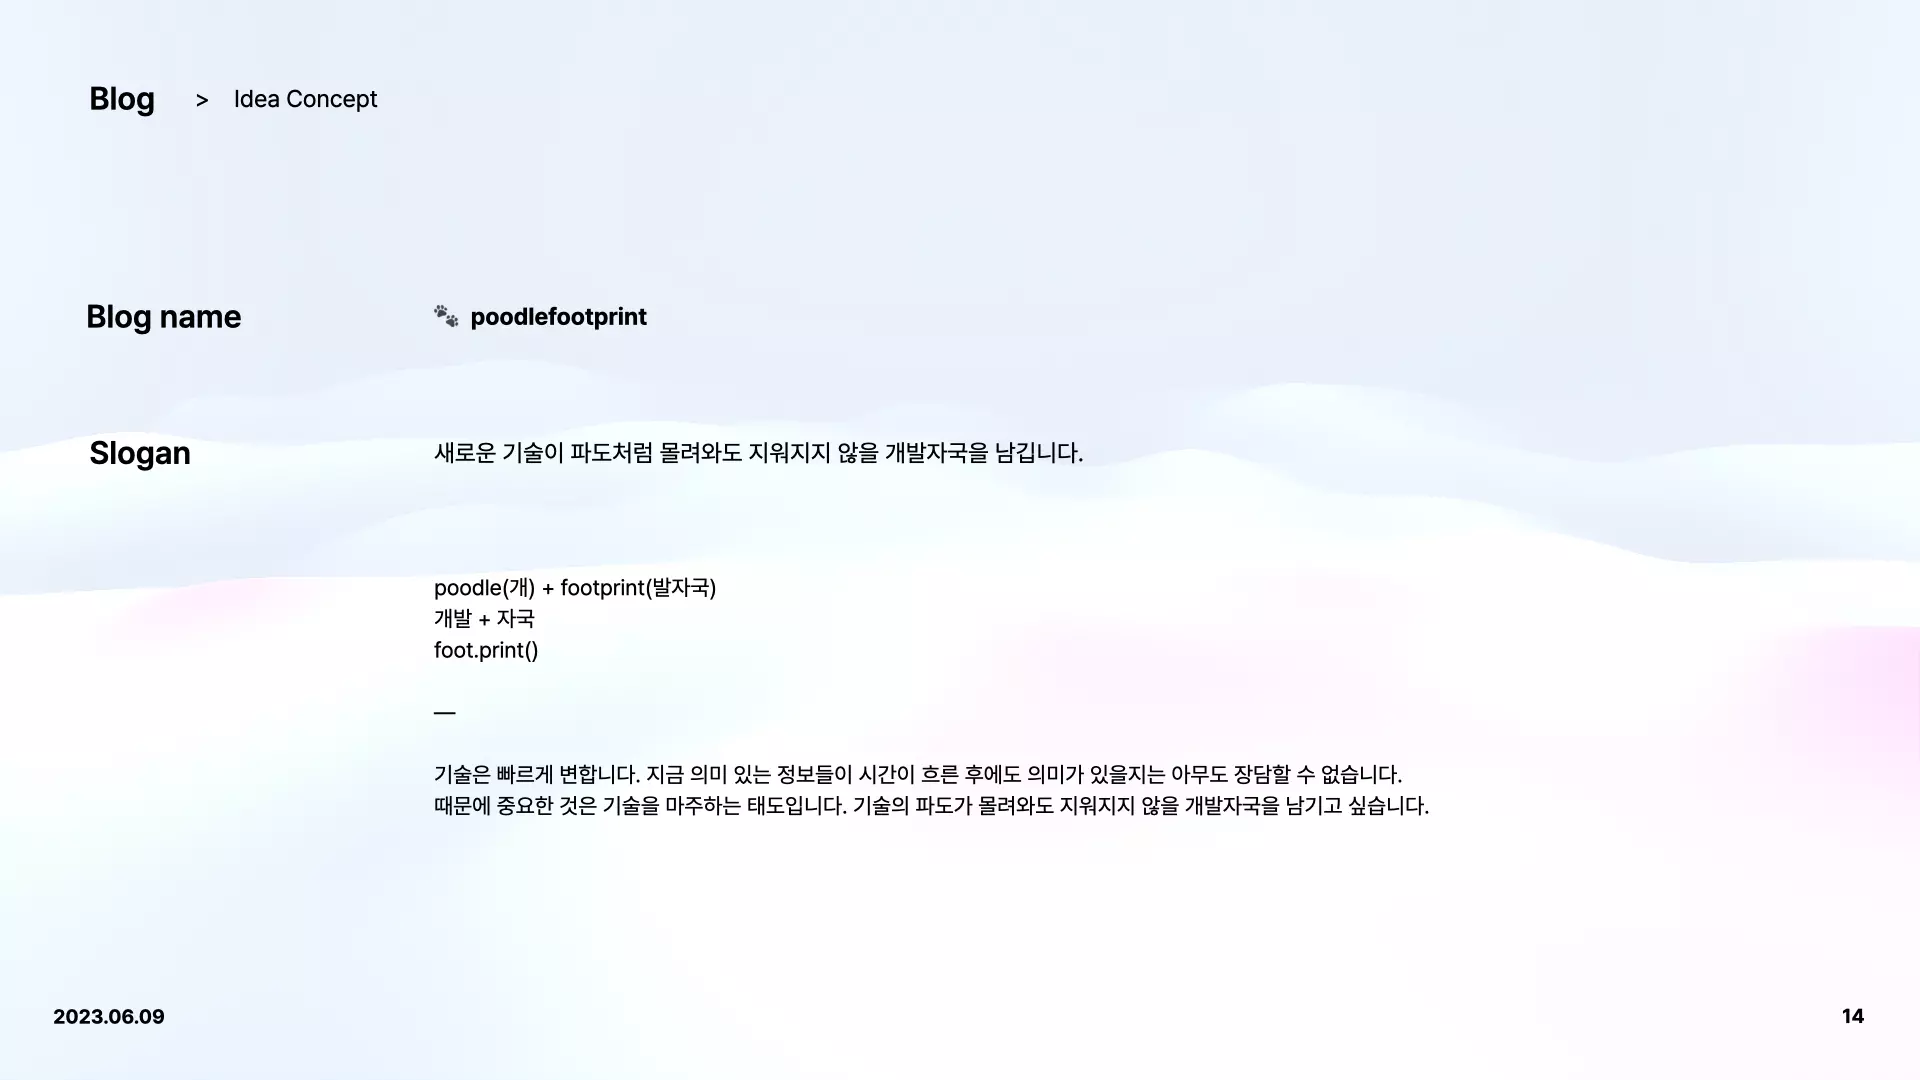 Blog > Idea Concept
Blog name
🐾 poodlefootprint
Slogan
새로운 기술이 파도처럼 몰려와도 지워지지 않을 개발자국을 남깁니다.
poodle(개) + footprint(발자국)
개발 + 자국
foot.print()
—
기술은 빠르게 변합니다. 지금 의미 있는 정보들이 시간이 흐른 후에도 의미가 있을지는 아무도 장담할 수 없습니다.
때문에 중요한 것은 기술을 마주하는 태도입니다. 기술의 파도가 몰려와도 지워지지 않을 개발자국을 남기고 싶습니다.
2023.06.09
14